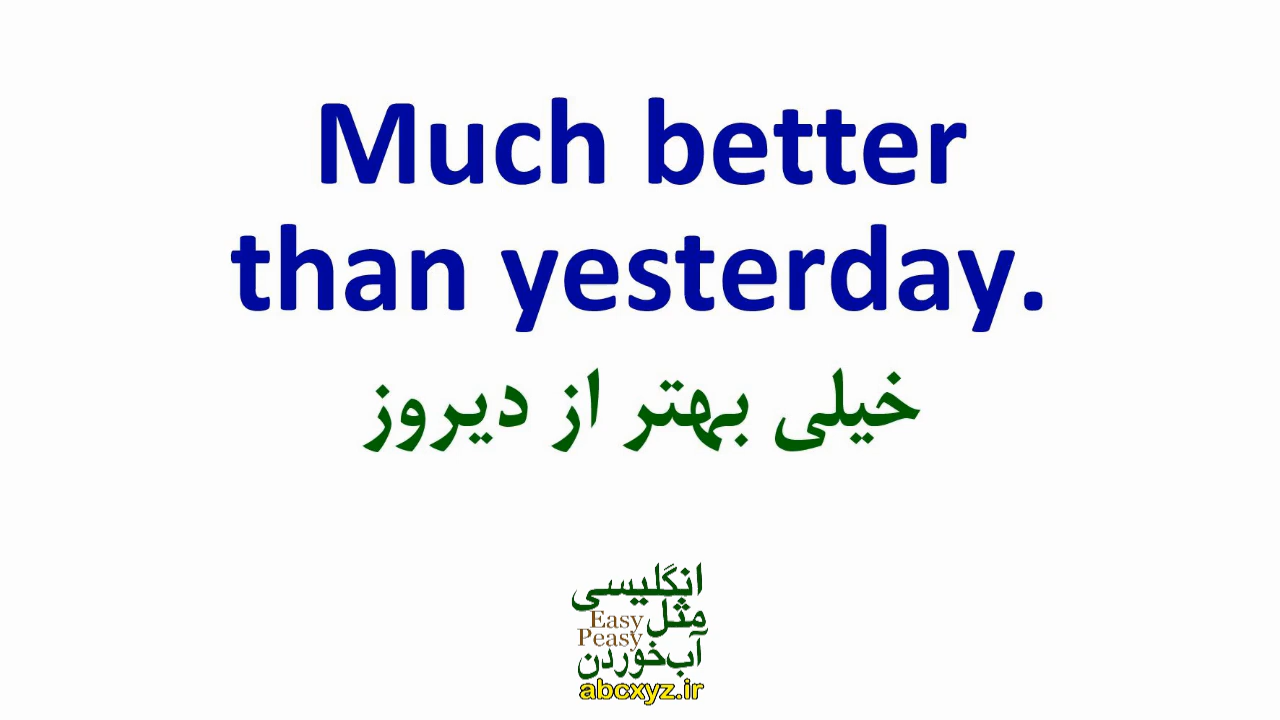 Much better
than yesterday.
خیلی بهتر از دیروز
انگلیسی
مثل
Easy
Peasy
آب‌خوردن
abcxyz.ir